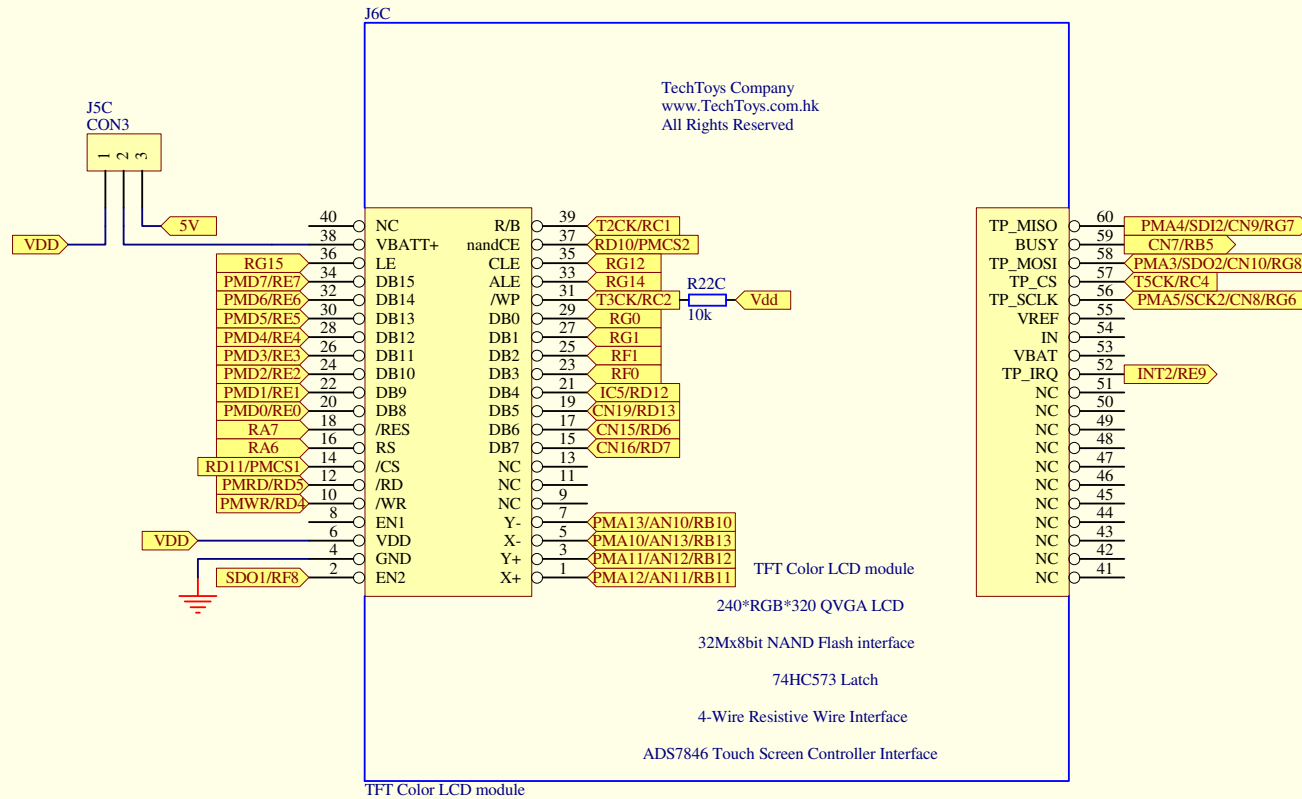 J6C
TechToys Company
www.TechToys.com.hk
All Rights Reserved
J5C
CON3
1 2 3
5V
VDD
40 NC R/B 39 T2CK/RC1
38 VBATT+ nandCE 37 RD10/PMCS2
RG15 36 LE CLE 35 RG12
PMD7/RE7 34 DB15 ALE 33 RG14
PMD6/RE6 32 DB14 /WP 31 T3CK/RC2 R22C 10k Vdd
PMD5/RE5 30 DB13 DB0 29 RG0
PMD4/RE4 28 DB12 DB1 27 RG1
PMD3/RE3 26 DB11 DB2 25 RF1
PMD2/RE2 24 DB10 DB3 23 RF0
PMD1/RE1 22 DB9 DB4 21 IC5/RD12
PMD0/RE0 20 DB8 DB5 19 CN19/RD13
RA7 18 /RES DB6 17 CN15/RD6
RA6 16 RS DB7 15 CN16/RD7
RD11/PMCS1 14 /CS NC 13
PMRD/RD5 12 /RD NC 11
PMWR/RD4 10 /WR NC 9
8 EN1 Y- 7 PMA13/AN10/RB10
VDD 6 VDD X- 5 PMA10/AN13/RB13
4 GND Y+ 3 PMA11/AN12/RB12
SDO1/RF8 2 EN2 X+ 1 PMA12/AN11/RB11
TP_MISO 60 PMA4/SDI2/CN9/RG7
BUSY 59 CN7/RB5
TP_MOSI 58 PMA3/SDO2/CN10/RG8
TP_CS 57 T5CK/RC4
TP_SCLK 56 PMA5/SCK2/CN8/RG6
VREF 55
IN 54
VBAT 53
TP_IRQ 52 INT2/RE9
NC 51
NC 50
NC 49
NC 48
NC 47
NC 46
NC 45
NC 44
NC 43
NC 42
NC 41
TFT Color LCD module
240*RGB*320 QVGA LCD
32Mx8bit NAND Flash interface
74HC573 Latch
4-Wire Resistive Wire Interface
ADS7846 Touch Screen Controller Interface
TFT Color LCD module